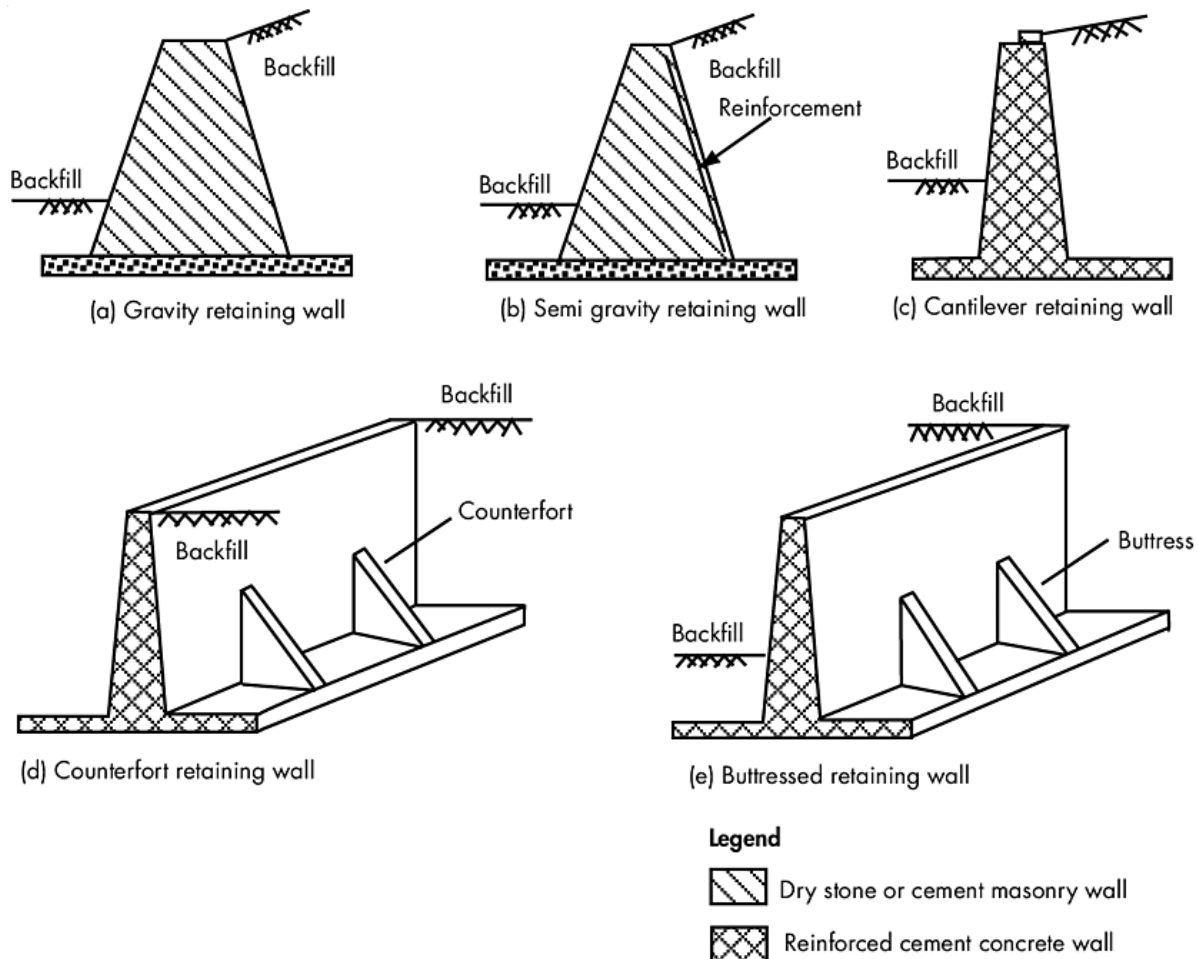 Backfill
Backfill
(a) Gravity retaining wall
Backfill
Reinforcement
Backfill
(b) Semi gravity retaining wall
Backfill
(c) Cantilever retaining wall
Backfill
Backfill
Counterfort
(d) Counterfort retaining wall
Backfill
Buttress
Backfill
(e) Buttressed retaining wall
Legend
Dry stone or cement masonry wall
Reinforced cement concrete wall